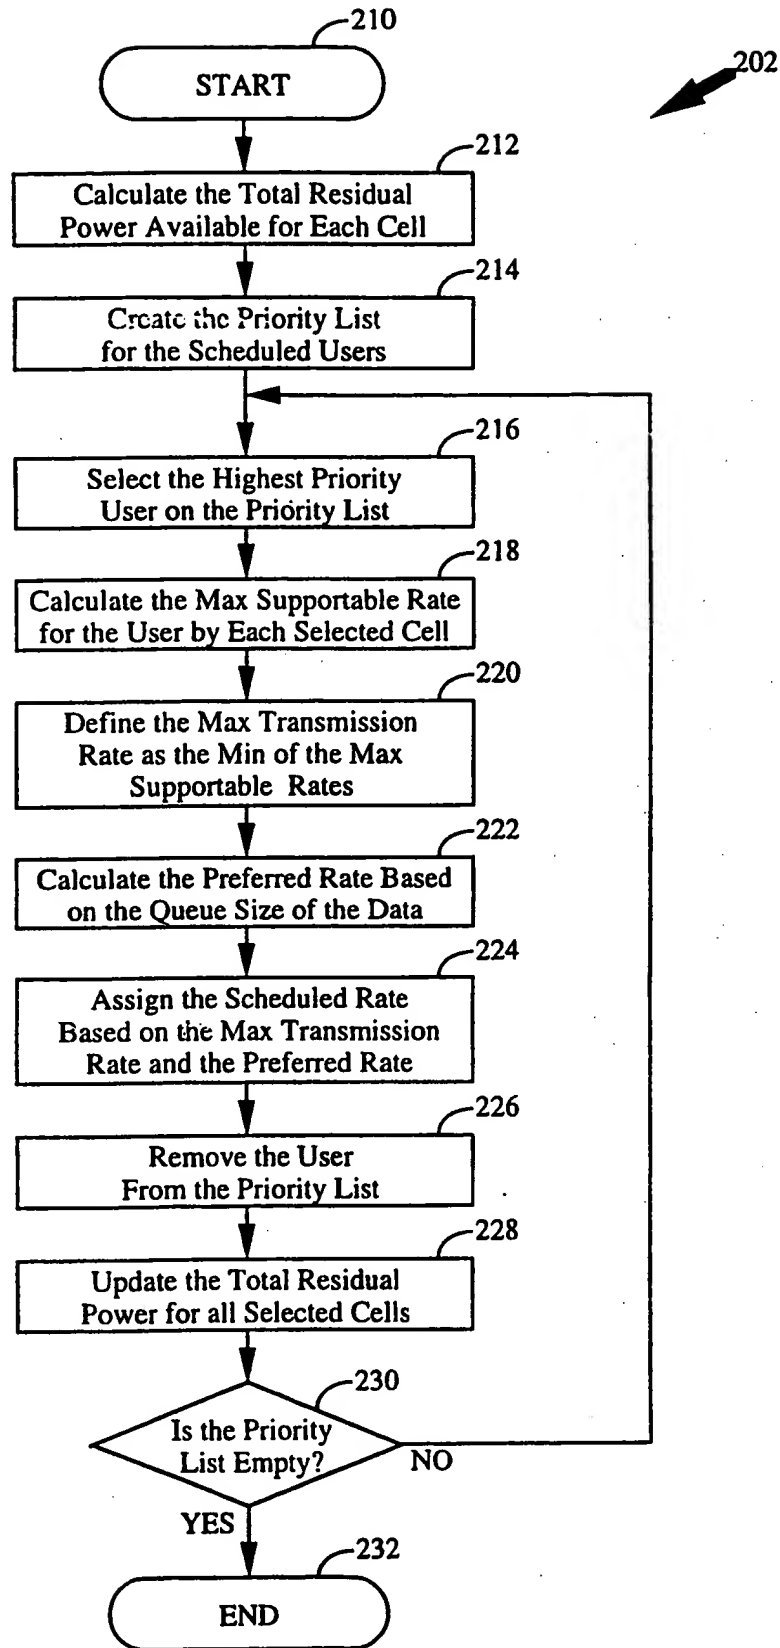 210
START
202
212
Calculate the Total Residual
Power Available for Each Cell
214
Create the Priority List
for the Scheduled Users
216
Select the Highest Priority
User on the Priority List
218
Calculate the Max Supportable Rate
for the User by Each Selected Cell
220
Define the Max Transmission
Rate as the Min of the Max
Supportable Rates
222
Calculate the Preferred Rate Based
on the Queue Size of the Data
224
Assign the Scheduled Rate
Based on the Max Transmission
Rate and the Preferred Rate
226
Remove the User
From the Priority List
228
Update the Total Residual
Power for all Selected Cells
230
Is the Priority
List Empty?
NO
YES
232
END